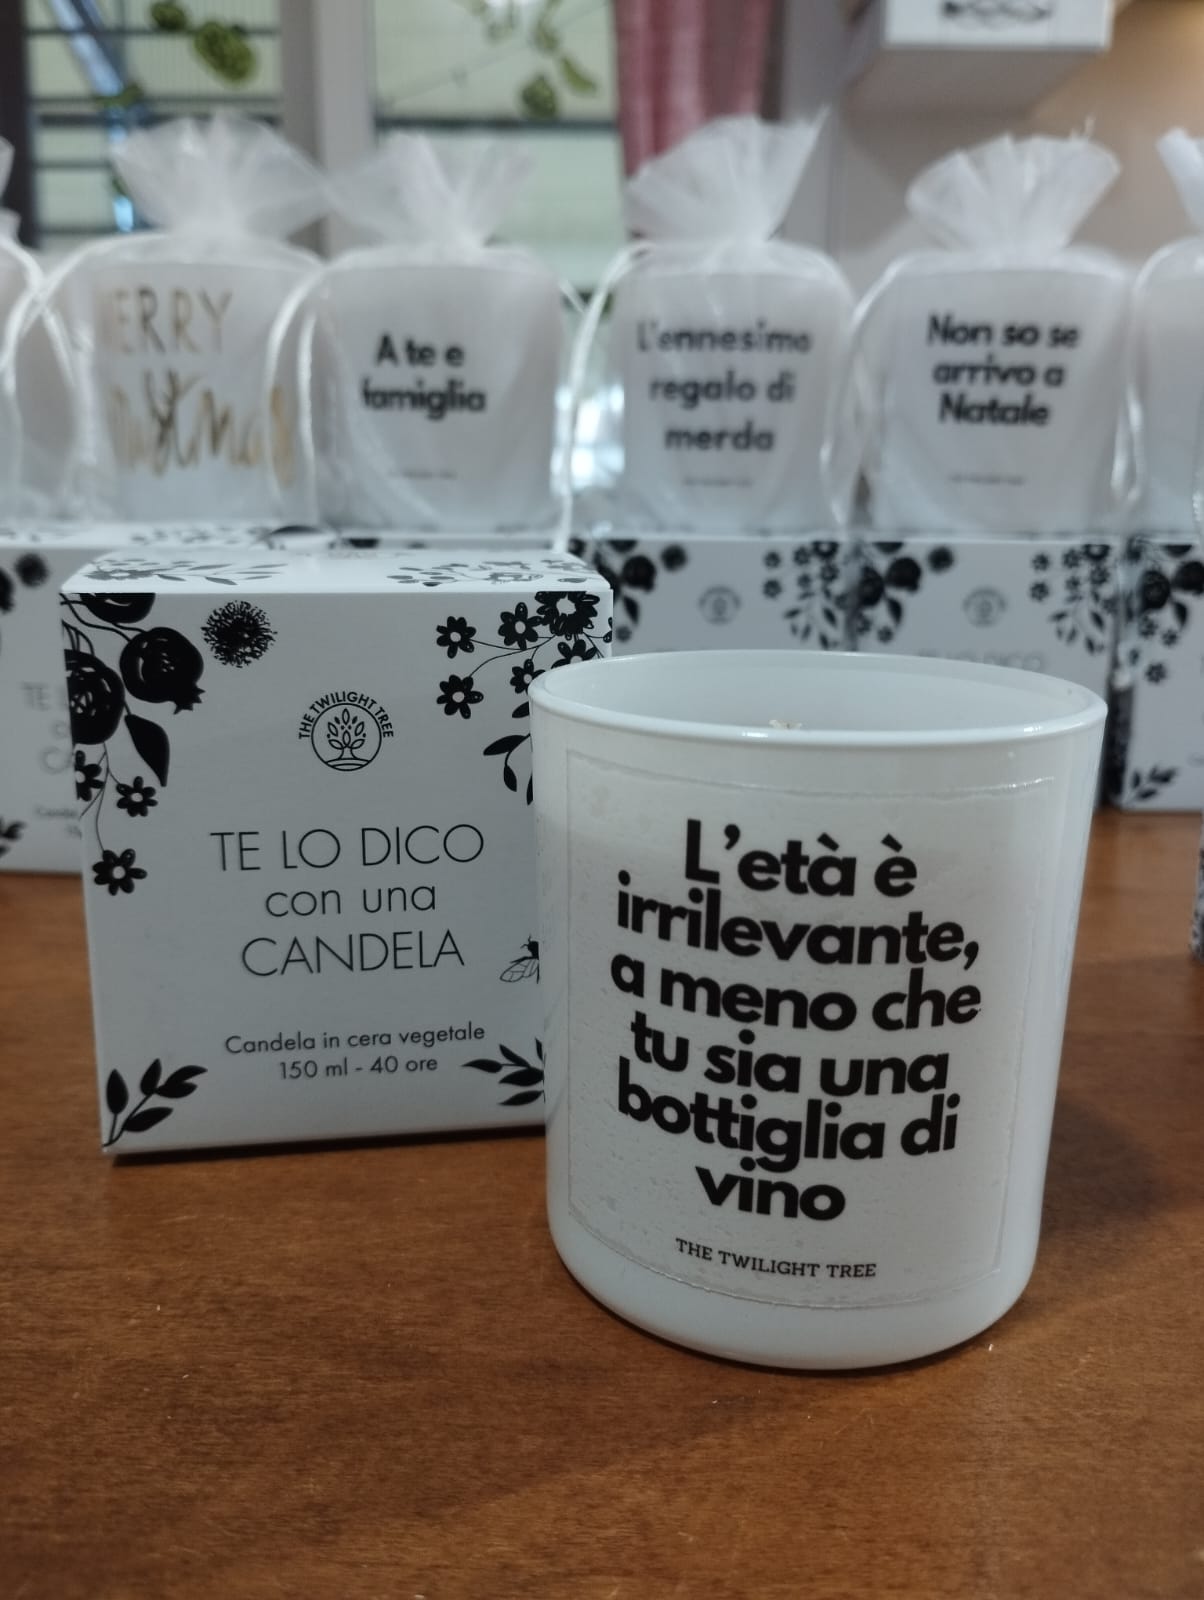 A te e
famiglia
L'ennesimo
regalo di
merda
Non so se
arrivo a
Natale
THE TWILIGHT TREE
TE LO DICO
con una
CANDELA
Candela in cera vegetale
150 ml - 40 ore
L'età è
irrilevante,
a meno che
tu sia una
bottiglia di
vino
THE TWILIGHT TREE